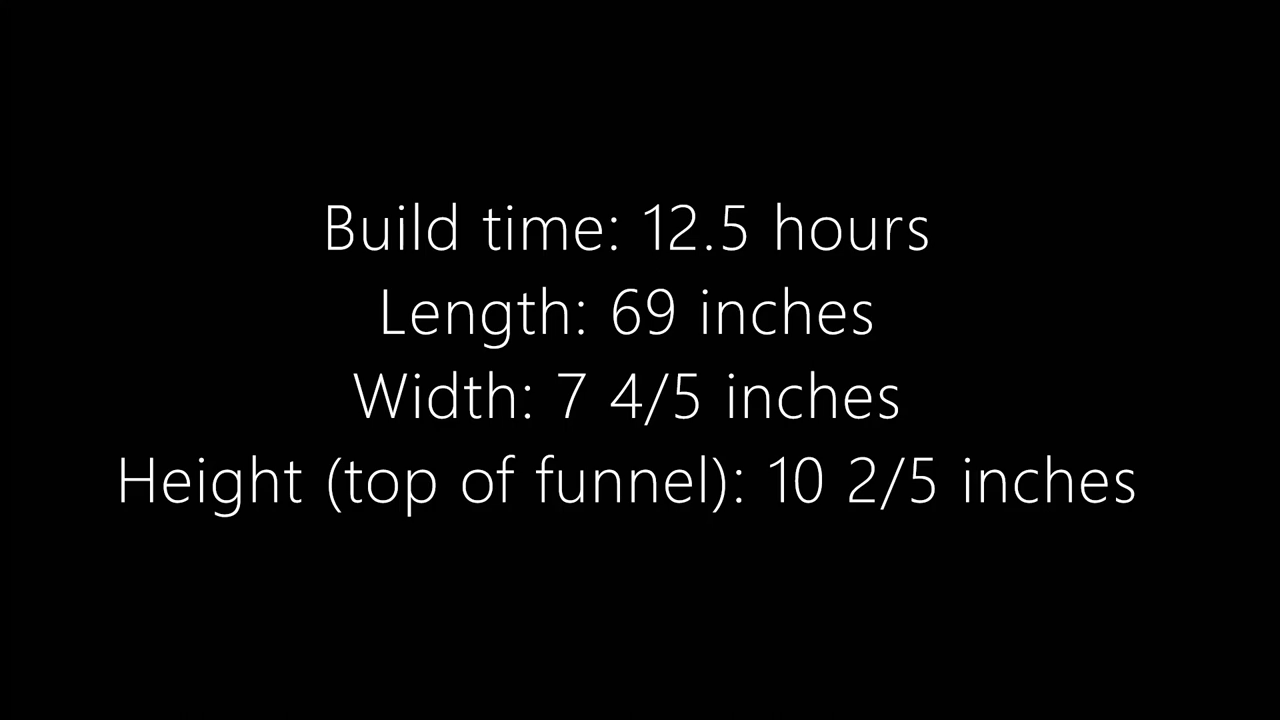 Build time: 12.5 hours
Length: 69 inches
Width: 7 4/5 inches
Height (top of funnel): 10 2/5 inches